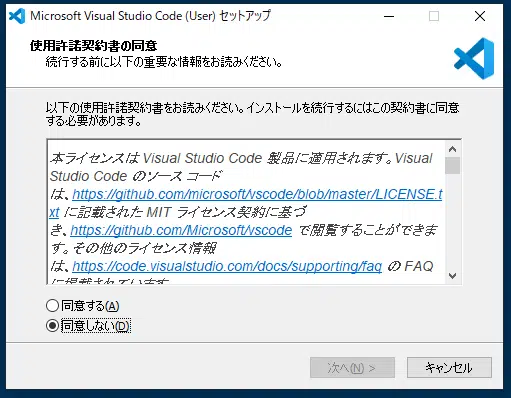 Microsoft Visual Studio Code (User) セットアップ
使用許諾契約書の同意
続行する前に以下の重要な情報をお読みください。
以下の使用許諾契約書をお読みください。インストールを続行するにはこの契約書に同意
する必要があります。
本ライセンスは Visual Studio Code 製品に適用されます。Visual
Studio Code のソース コード
は、https://github.com/microsoft/vscode/blob/master/LICENSE.t
xt に記載された MIT ライセンス契約に基づ
き、https://github.com/Microsoft/vscode で閲覧することができま
す。その他のライセンス情報
は、https://code.visualstudio.com/docs/supporting/faq の FAQ
に掲載されています
同意する(A)
同意しない(D)
次へ(N) >
キャンセル